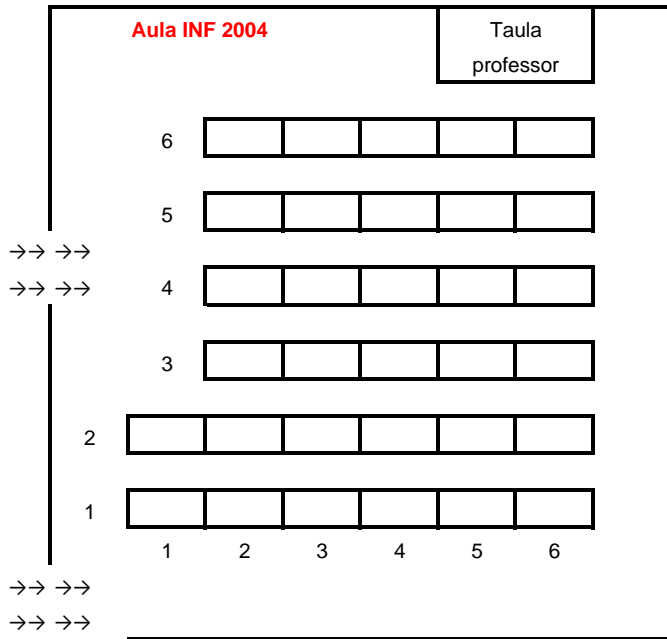 Aula INF 2004
Taula
professor
6
5
→→ →→
→→ →→ 4
3
2
1
1 2 3 4 5 6
→→ →→
→→ →→